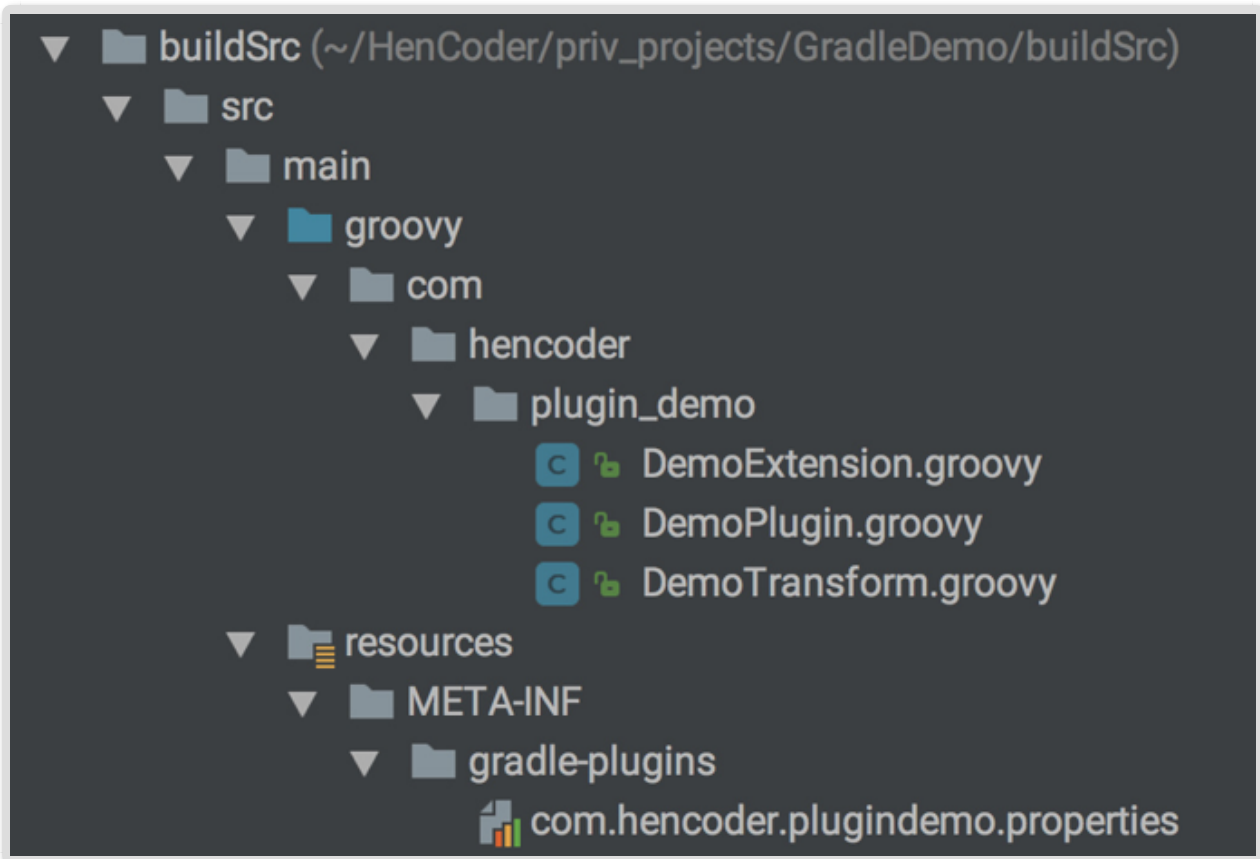 buildSrc (~/HenCoder/priv_projects/GradleDemo/buildSrc)
src
main
groovy
com
hencoder
plugin_demo
C DemoExtension.groovy
C DemoPlugin.groovy
C DemoTransform.groovy
resources
META-INF
gradle-plugins
com.hencoder.plugindemo.properties